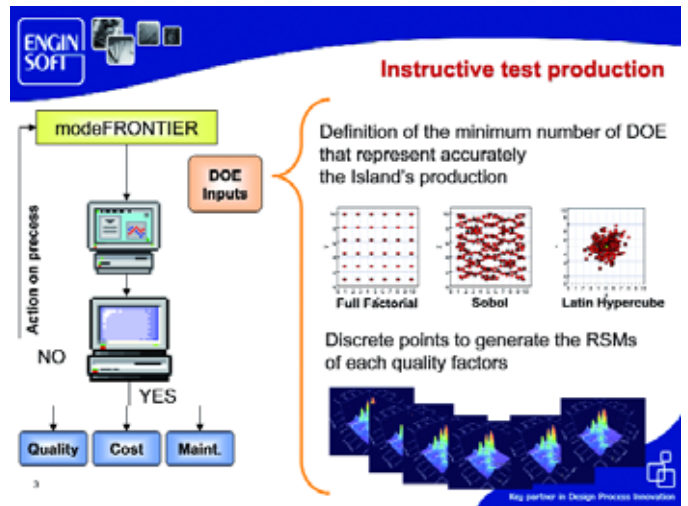 ENGIN
SOFT
Instructive test production
modeFRONTIER
DOE
Inputs
Definition of the minimum number of DOE
that represent accurately
the Island's production
Action on precess
Full Factorial
Sobol
Latin Hypercube
Discrete points to generate the RSMs
of each quality factors
NO
YES
Quality
Cost
Maint.
3
Key partner in Design Process Innovation